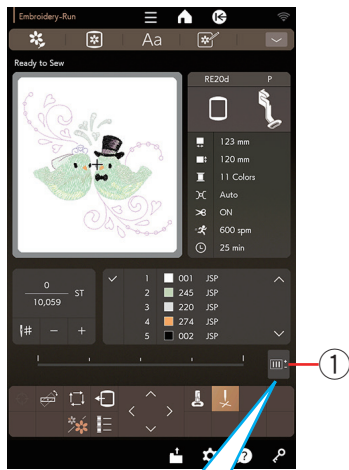 Embroidery-Run
Aa
Ready to Sew
RE20d P
123 mm
120 mm
11 Colors
Auto
ON
600 spm
25 min
0
10,059
ST
# - +
1 001 JSP
2 245 JSP
3 220 JSP
4 274 JSP
5 002 JSP
1
?